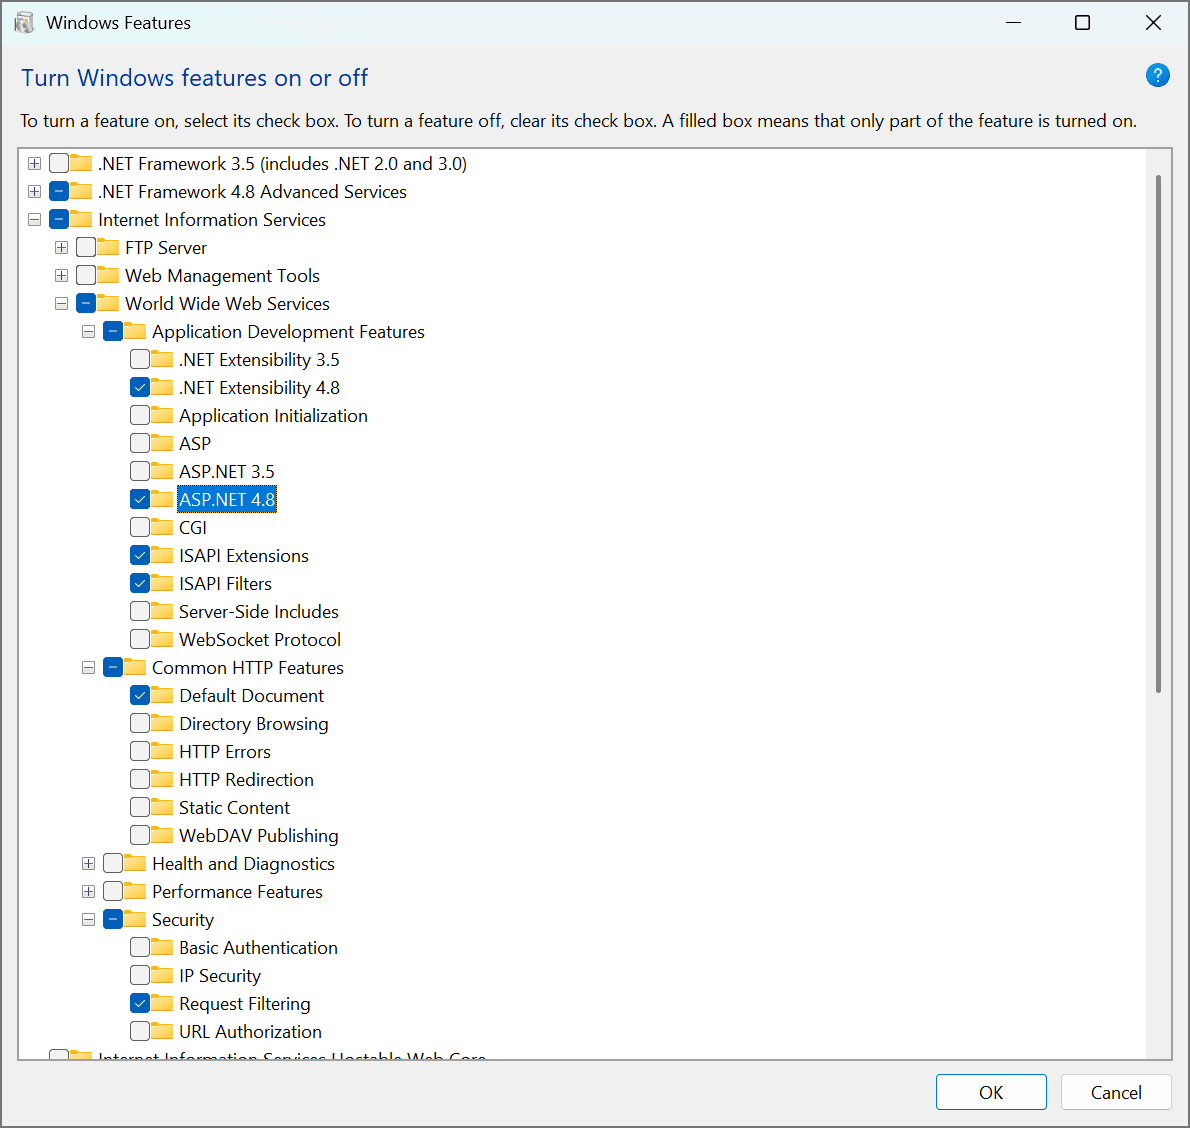 Windows Features
Turn Windows features on or off
To turn a feature on, select its check box. To turn a feature off, clear its check box. A filled box means that only part of the feature is turned on.
.NET Framework 3.5 (includes .NET 2.0 and 3.0)
.NET Framework 4.8 Advanced Services
Internet Information Services
FTP Server
Web Management Tools
World Wide Web Services
Application Development Features
.NET Extensibility 3.5
.NET Extensibility 4.8
Application Initialization
ASP
ASP.NET 3.5
ASP.NET 4.8
CGI
ISAPI Extensions
ISAPI Filters
Server-Side Includes
WebSocket Protocol
Common HTTP Features
Default Document
Directory Browsing
HTTP Errors
HTTP Redirection
Static Content
WebDAV Publishing
Health and Diagnostics
Performance Features
Security
Basic Authentication
IP Security
Request Filtering
URL Authorization
Internet Information Services Hostable Web Core
OK
Cancel